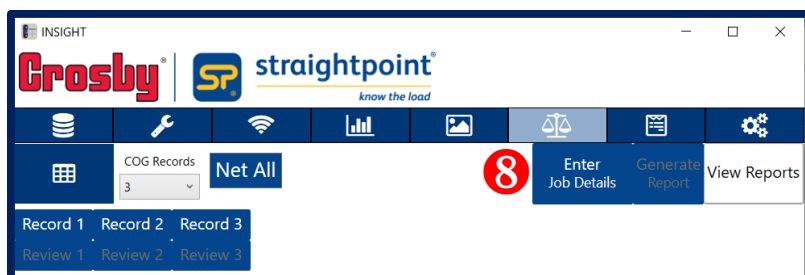 INSIGHT
Crosby® SP® straightpoint®
know the load
COG Records
3
Net All
8
Enter
Job Details
Generate
Report
View Reports
Record 1 Record 2 Record 3
Review 1 Review 2 Review 3